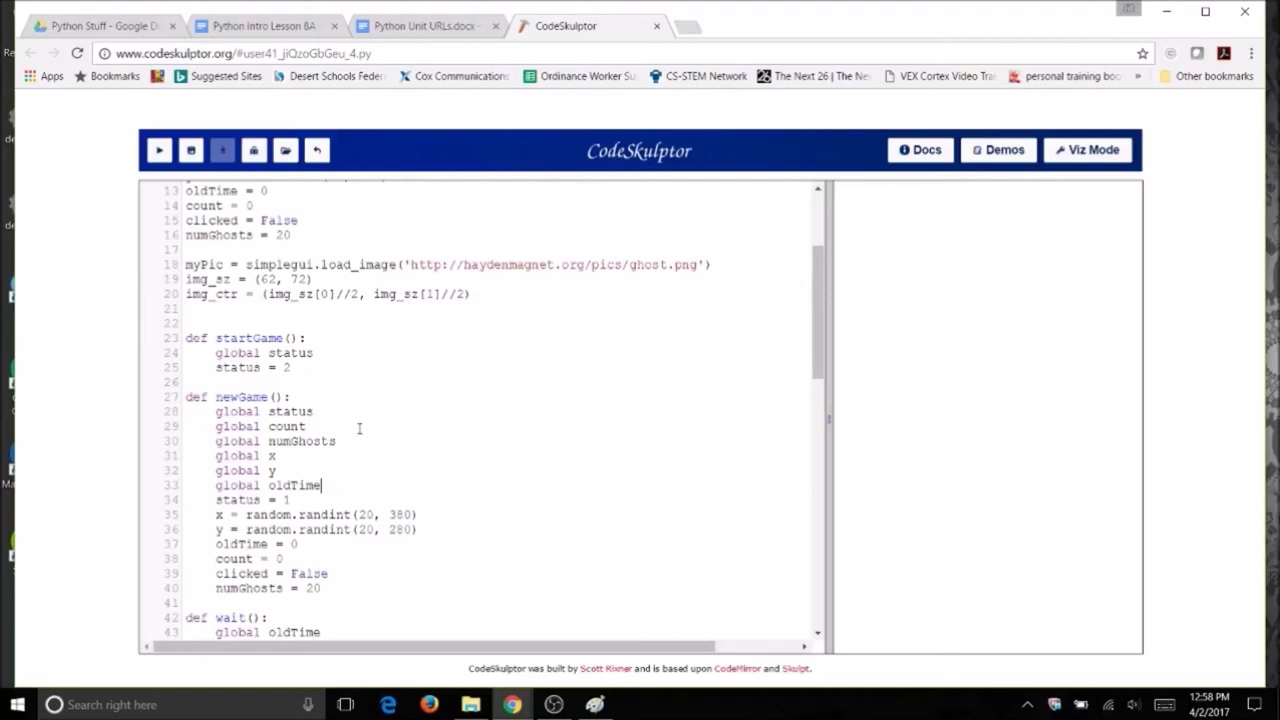 Python Stuff - Google D
Python Intro Lesson 8A
Python Unit URLs.docx -
CodeSkulptor
www.codeskulptor.org/#user41_jiQzoGbGeu_4.py
Apps
Bookmarks
Suggested Sites
Desert Schools Feder
Cox Communications
Ordinance Worker Su
CS-STEM Network
The Next 26 | The Ne
VEX Cortex Video Tra
personal training boo
»
Other bookmarks
CodeSkulptor
Docs
Demos
Viz Mode
13 oldTime = 0
14 count = 0
15 clicked = False
16 numGhosts = 20
17
18 myPic = simplegui.load_image('http://haydenmagnet.org/pics/ghost.png')
19 img_sz = (62, 72)
20 img_ctr = (img_sz[0]//2, img_sz[1]//2)
21
22
23 def startGame():
24 global status
25 status = 2
26
27 def newGame():
28 global status
29 global count
30 global numGhosts
31 global x
32 global y
33 global oldTime
34 status = 1
35 x = random.randint(20, 380)
36 y = random.randint(20, 280)
37 oldTime = 0
38 count = 0
39 clicked = False
40 numGhosts = 20
41
42 def wait():
43 global oldTime
CodeSkulptor was built by Scott Rixner and is based upon CodeMirror and Skulpt.
Search right here
12:58 PM
4/2/2017